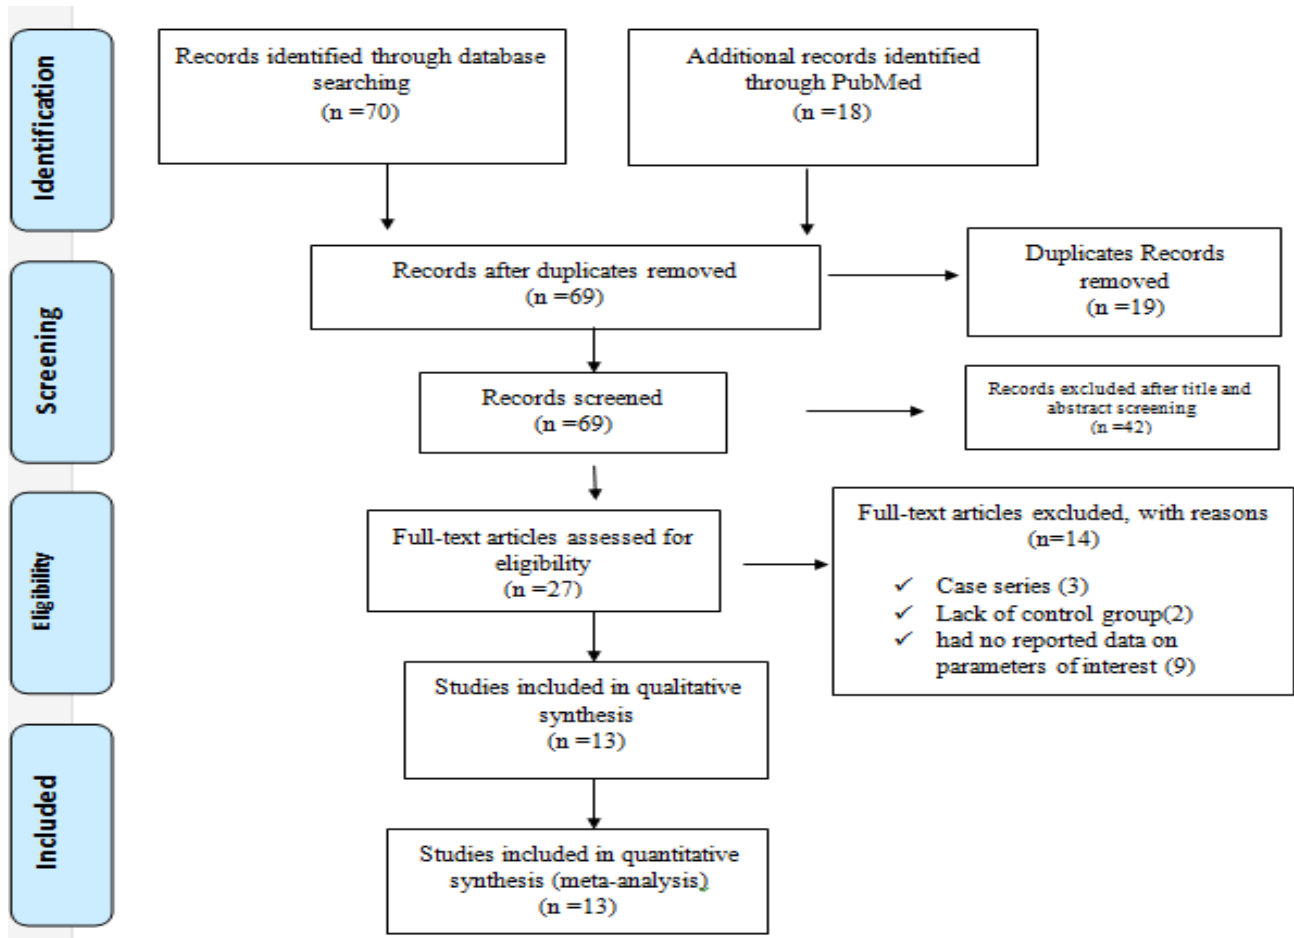 Identification
Records identified through database
searching
(n =70)
Additional records identified
through PubMed
(n =18)
Screening
Records after duplicates removed
(n =69)
Duplicates Records
removed
(n =19)
Records screened
(n =69)
Records excluded after title and
abstract screening
(n =42)
Eligibility
Full-text articles assessed for
eligibility
(n =27)
Full-text articles excluded, with reasons
(n=14)
✓ Case series (3)
✓ Lack of control group(2)
✓ had no reported data on
parameters of interest (9)
Studies included in qualitative
synthesis
(n =13)
Included
Studies included in quantitative
synthesis (meta-analysis)
(n =13)